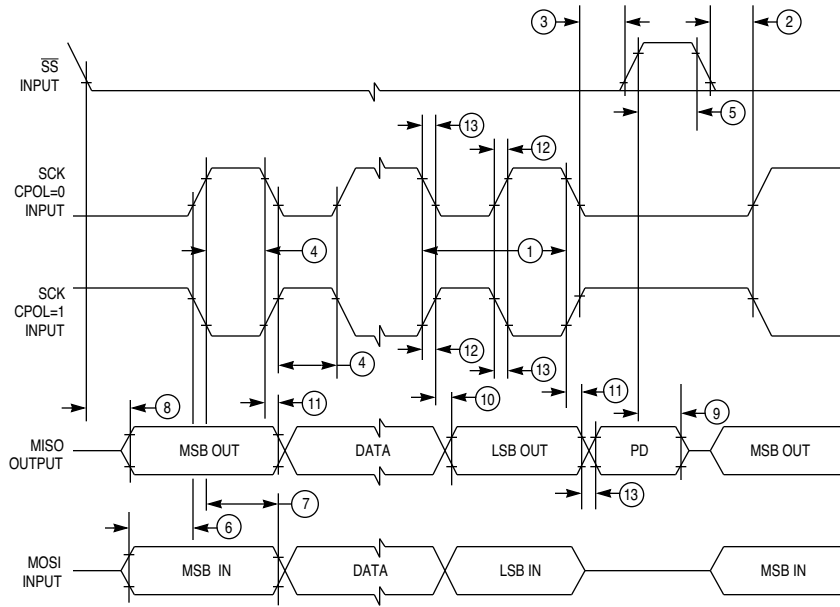 3 2
SS
INPUT
5
13 12
SCK
CPOL=0
INPUT
4 1
SCK
CPOL=1
INPUT
12
4 13
8 11 10 11 9
MISO
OUTPUT
MSB OUT DATA LSB OUT PD MSB OUT
7 13
6
MOSI
INPUT
MSB IN DATA LSB IN MSB IN